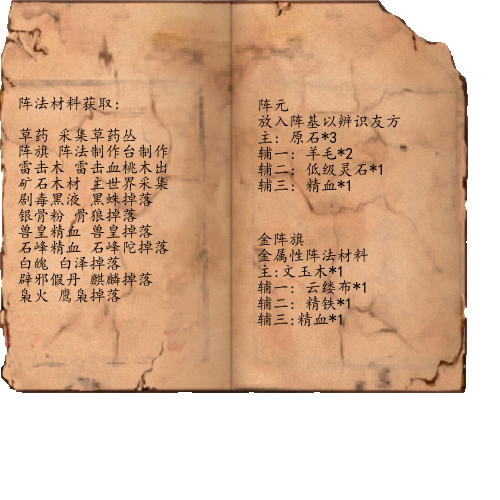 阵法材料获取：
草药 采集草药丛
阵旗 阵法制作台制作
雷击木 雷击血桃木出
矿石木材 主世界采集
剧毒黑液 黑蛛掉落
银骨粉 骨狼掉落
兽皇精血 兽皇掉落
石峰精血 石峰陀掉落
白魄 白泽掉落
辟邪假丹 麒麟掉落
枭火 鹰枭掉落
阵元
放入阵基以辨识友方
主：原石*3
辅一：羊毛*2
辅二：低级灵石*1
辅三：精血*1
金阵旗
金属性阵法材料
主:文玉木*1
辅一：云缕布*1
辅二：精铁*1
辅三:精血*1